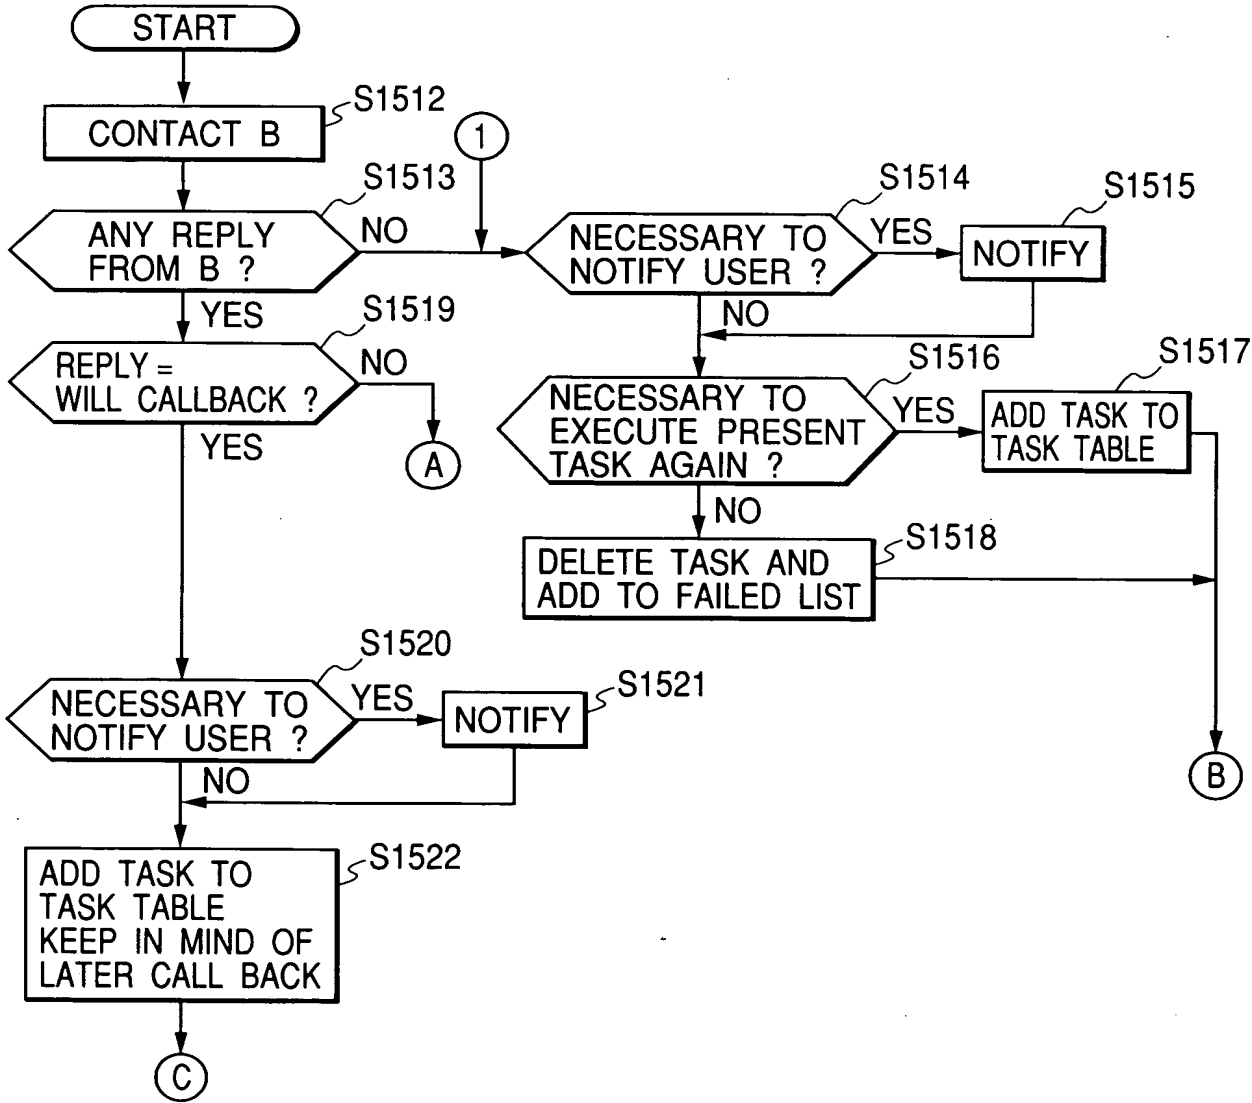 START
S1512
CONTACT B
1
S1513
ANY REPLY
FROM B ?
NO
YES
S1514
NECESSARY TO
NOTIFY USER ?
YES
NO
S1515
NOTIFY
S1519
REPLY =
WILL CALLBACK ?
NO
YES
A
S1516
NECESSARY TO
EXECUTE PRESENT
TASK AGAIN ?
YES
NO
S1517
ADD TASK TO
TASK TABLE
S1518
DELETE TASK AND
ADD TO FAILED LIST
B
S1520
NECESSARY TO
NOTIFY USER ?
YES
NO
S1521
NOTIFY
S1522
ADD TASK TO
TASK TABLE
KEEP IN MIND OF
LATER CALL BACK
C